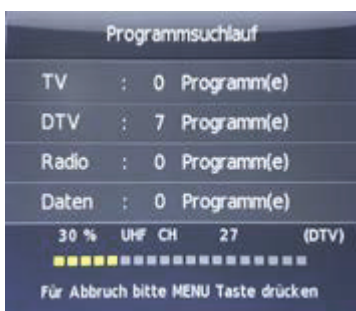 Programmsuchlauf
TV : 0 Programm(e)
DTV : 7 Programm(e)
Radio : 0 Programm(e)
Daten : 0 Programm(e)
30 % UHF CH 27 (DTV)
Für Abbruch bitte MENU Taste drücken